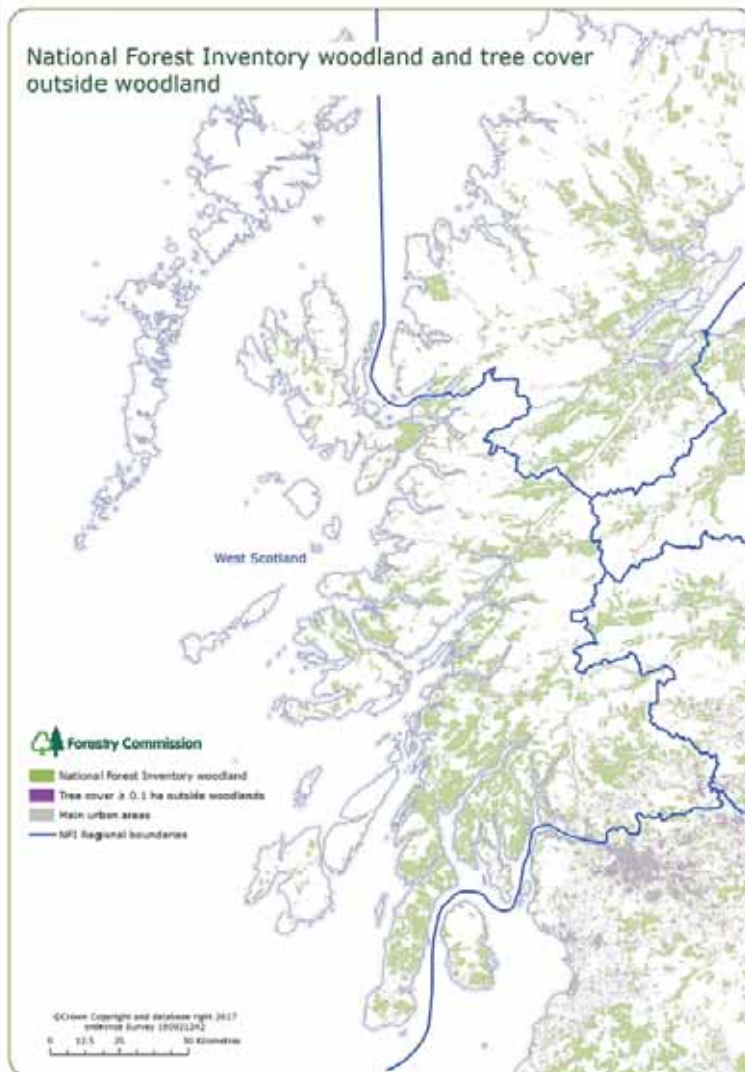 National Forest Inventory woodland and tree cover
outside woodland
West Scotland
Forestry Commission
National Forest Inventory woodland
Tree cover ≥ 0.1 ha outside woodlands
Main urban areas
NFI Regional boundaries
©Crown Copyright and database right 2017
Ordnance Survey
0 12.5 25 50 Kilometres